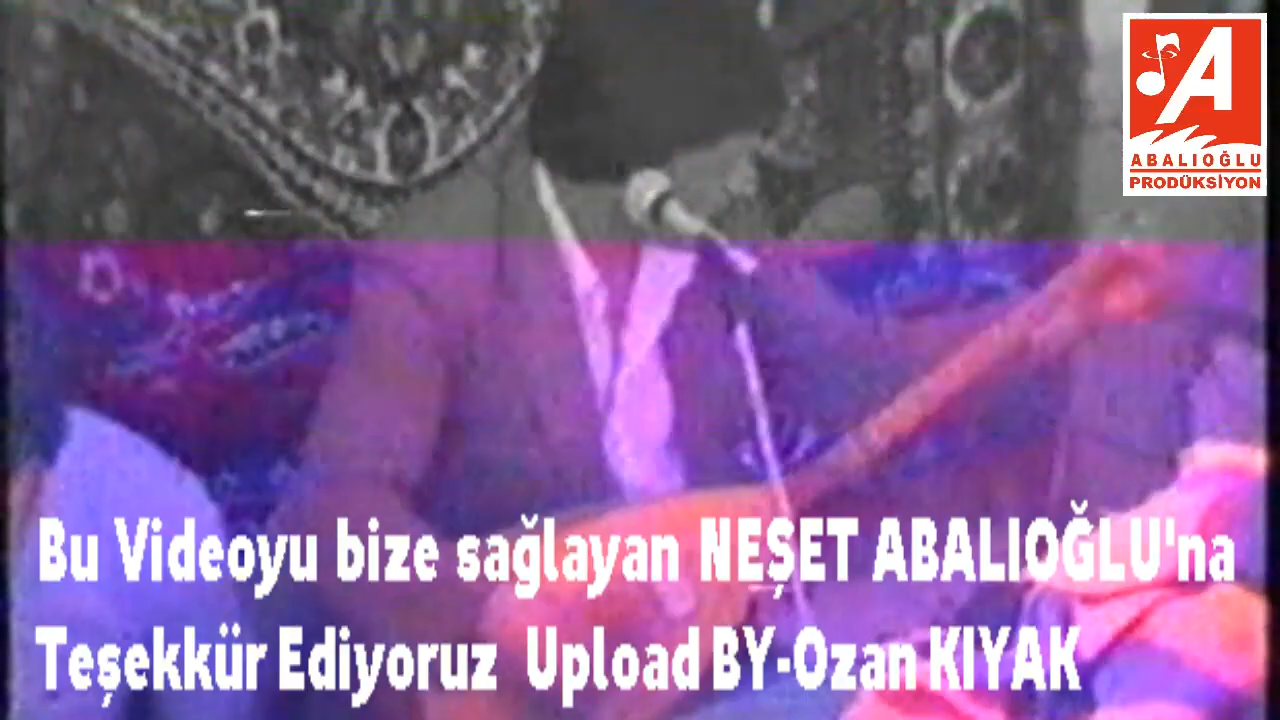 ABALIOĞLU
PRODÜKSİYON
Bu Videoyu bize sağlayan NEŞET ABALIOĞLU'na
Teşekkür Ediyoruz Upload BY-Ozan KIYAK